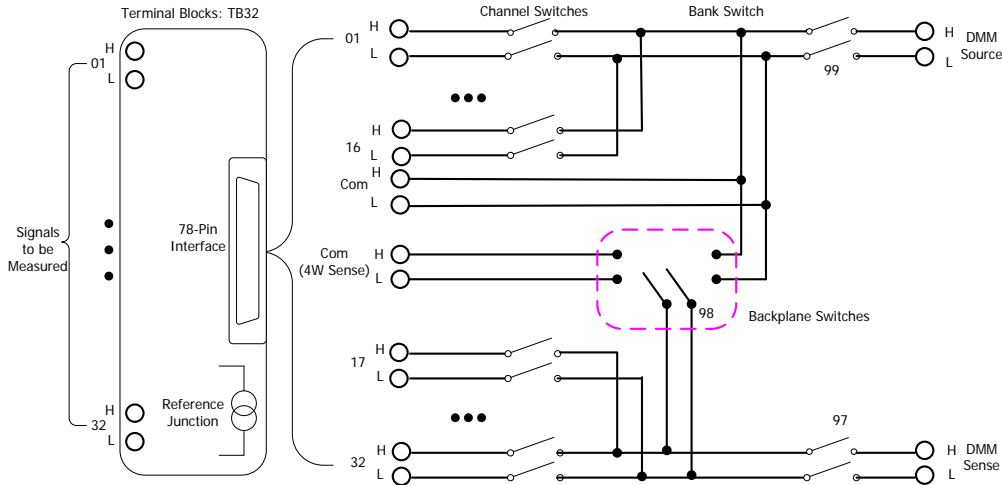 Terminal Blocks: TB32
Channel Switches
Bank Switch
H
01
L
H
01
L
H
DMM
Source
L
99
H
16
L
H
Com
L
Signals
to be
Measured
78-Pin
Interface
H
Com
(4W Sense)
L
98
Backplane Switches
H
17
L
Reference
Junction
H
32
L
97
H
32
L
H
DMM
Sense
L